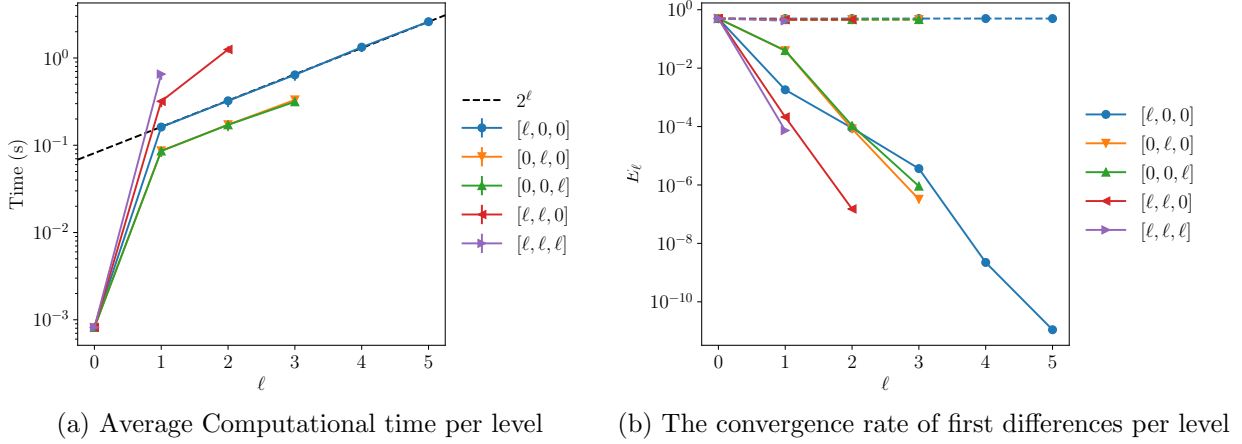 10^0
10^{-1}
10^{-2}
10^{-3}
Time (s)
0 1 2 3 4 5
ℓ
2^ℓ
[ℓ, 0, 0]
[0, ℓ, 0]
[0, 0, ℓ]
[ℓ, ℓ, 0]
[ℓ, ℓ, ℓ]
(a) Average Computational time per level
10^0
10^{-2}
10^{-4}
10^{-6}
10^{-8}
10^{-10}
E_ℓ
0 1 2 3 4 5
ℓ
[ℓ, 0, 0]
[0, ℓ, 0]
[0, 0, ℓ]
[ℓ, ℓ, 0]
[ℓ, ℓ, ℓ]
(b) The convergence rate of first differences per level